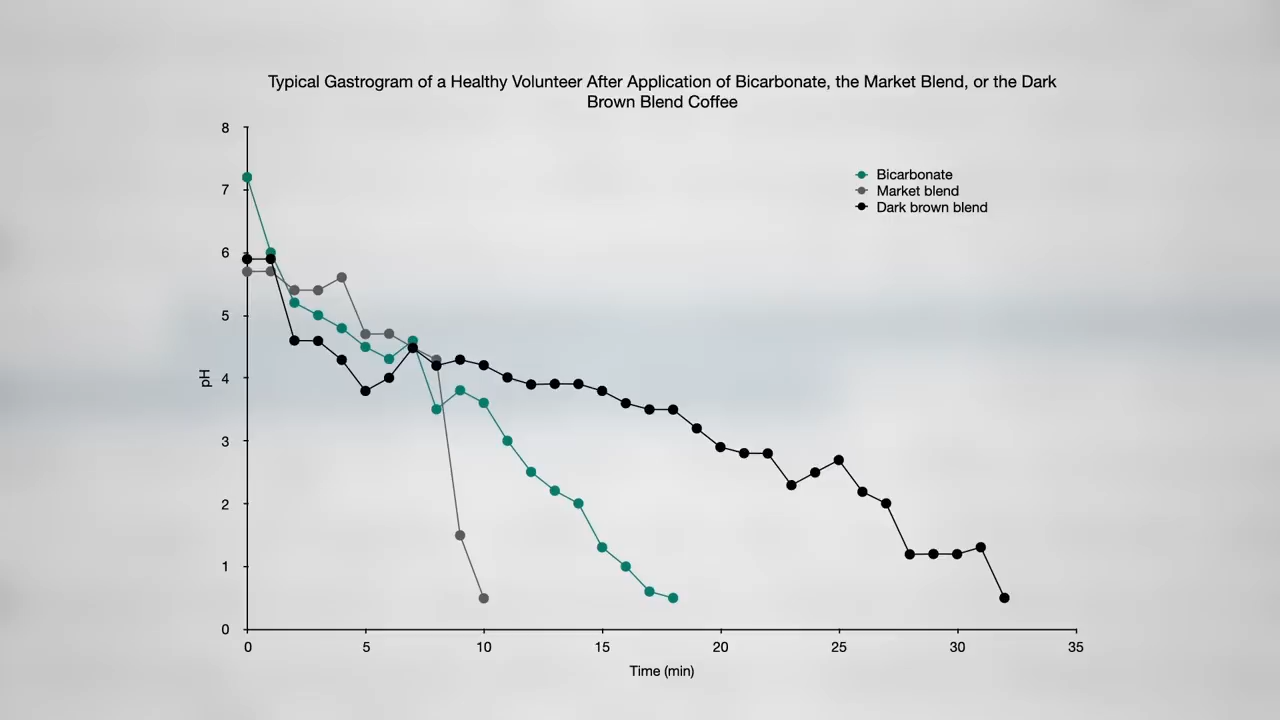 Typical Gastrogram of a Healthy Volunteer After Application of Bicarbonate, the Market Blend, or the Dark
Brown Blend Coffee
8
7
6
5
4
3
2
1
0
pH
Bicarbonate
Market blend
Dark brown blend
0 5 10 15 20 25 30 35
Time (min)